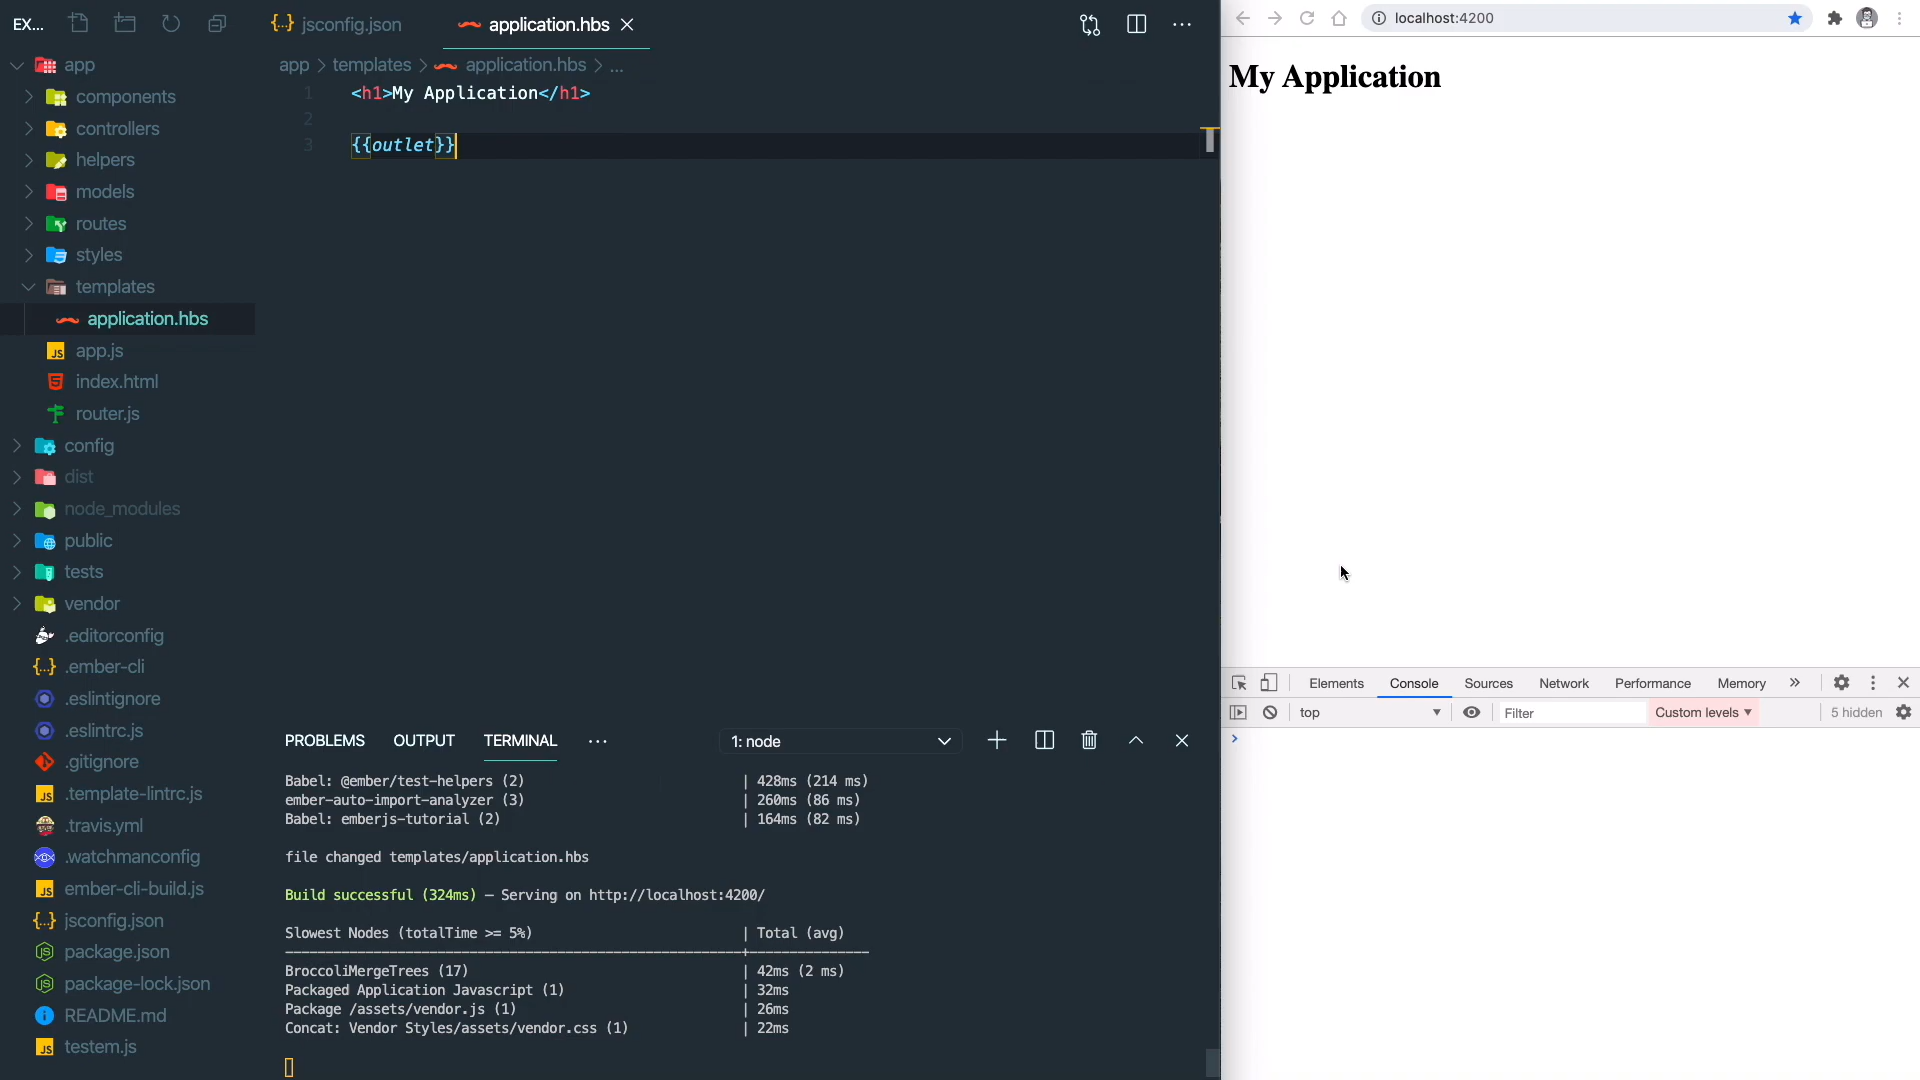 EX...
jsconfig.json
application.hbs
app
components
controllers
helpers
models
routes
styles
templates
application.hbs
app.js
index.html
router.js
config
dist
node_modules
public
tests
vendor
.editorconfig
.ember-cli
.eslintignore
.eslintrc.js
.gitignore
.template-lintrc.js
.travis.yml
.watchmanconfig
ember-cli-build.js
jsconfig.json
package.json
package-lock.json
README.md
testem.js
app > templates > application.hbs > ...
1 <h1>My Application</h1>
2
3 {{outlet}}
PROBLEMS OUTPUT TERMINAL ... 1: node
Babel: @ember/test-helpers (2) | 428ms (214 ms)
ember-auto-import-analyzer (3) | 260ms (86 ms)
Babel: emberjs-tutorial (2) | 164ms (82 ms)
file changed templates/application.hbs
Build successful (324ms) – Serving on http://localhost:4200/
Slowest Nodes (totalTime >= 5%) | Total (avg)
BroccoliMergeTrees (17) | 42ms (2 ms)
Packaged Application Javascript (1) | 32ms
Package /assets/vendor.js (1) | 26ms
Concat: Vendor Styles/assets/vendor.css (1) | 22ms
localhost:4200
My Application
Elements Console Sources Network Performance Memory »
top Filter Custom levels 5 hidden